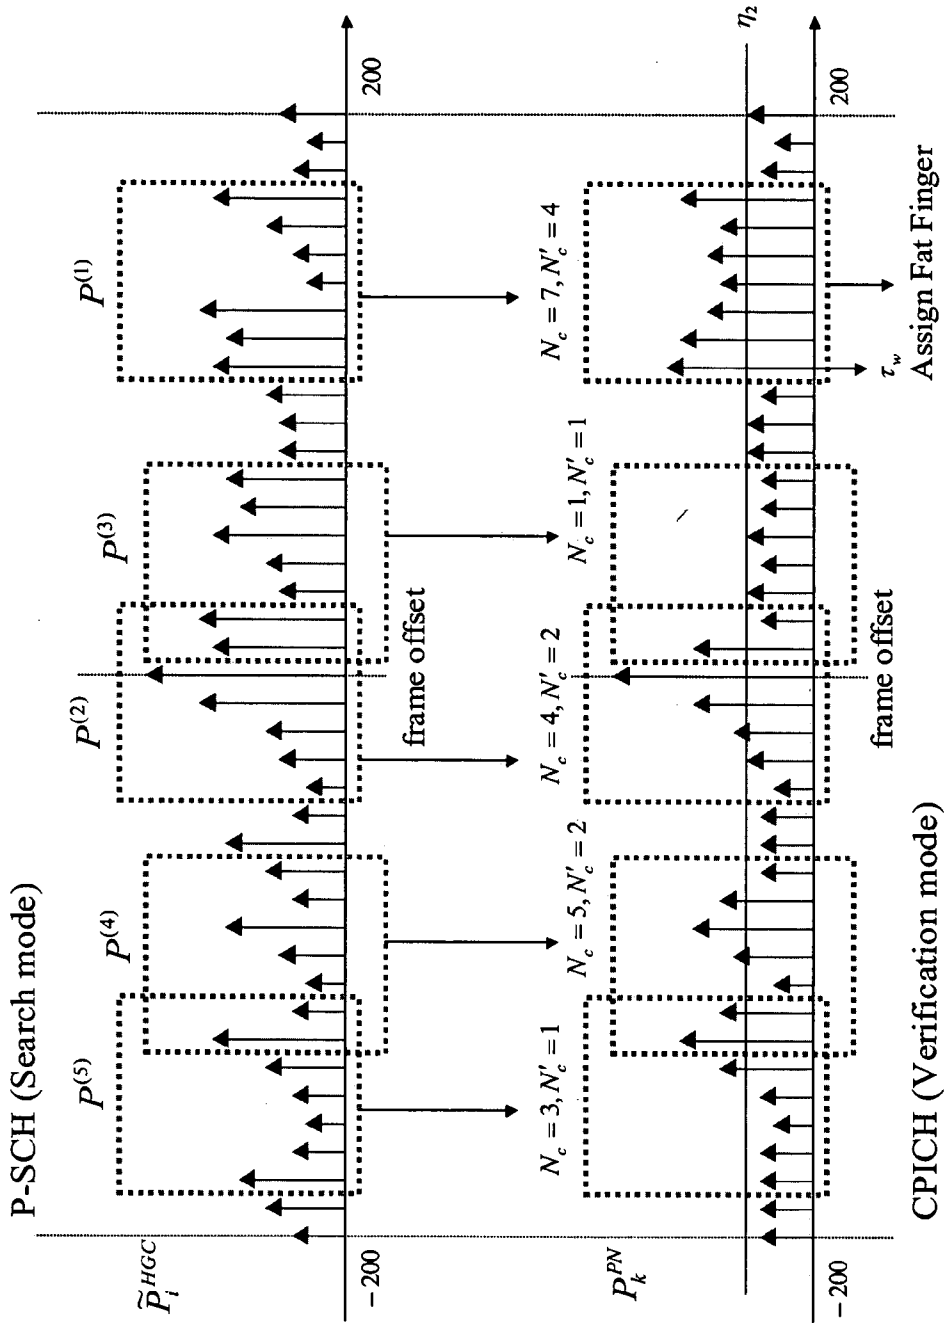 P-SCH (Search mode)
P̃_i^{HGC}
P^{(5)}
P^{(4)}
P^{(2)}
P^{(3)}
P^{(1)}
-200
frame offset
200
N_c = 3, N'_c = 1
N_c = 5, N'_c = 2
N_c = 4, N'_c = 2
N_c = 1, N'_c = 1
N_c = 7, N'_c = 4
P_k^{PN}
η_2
-200
frame offset
τ_w
200
CPICH (Verification mode)
Assign Fat Finger